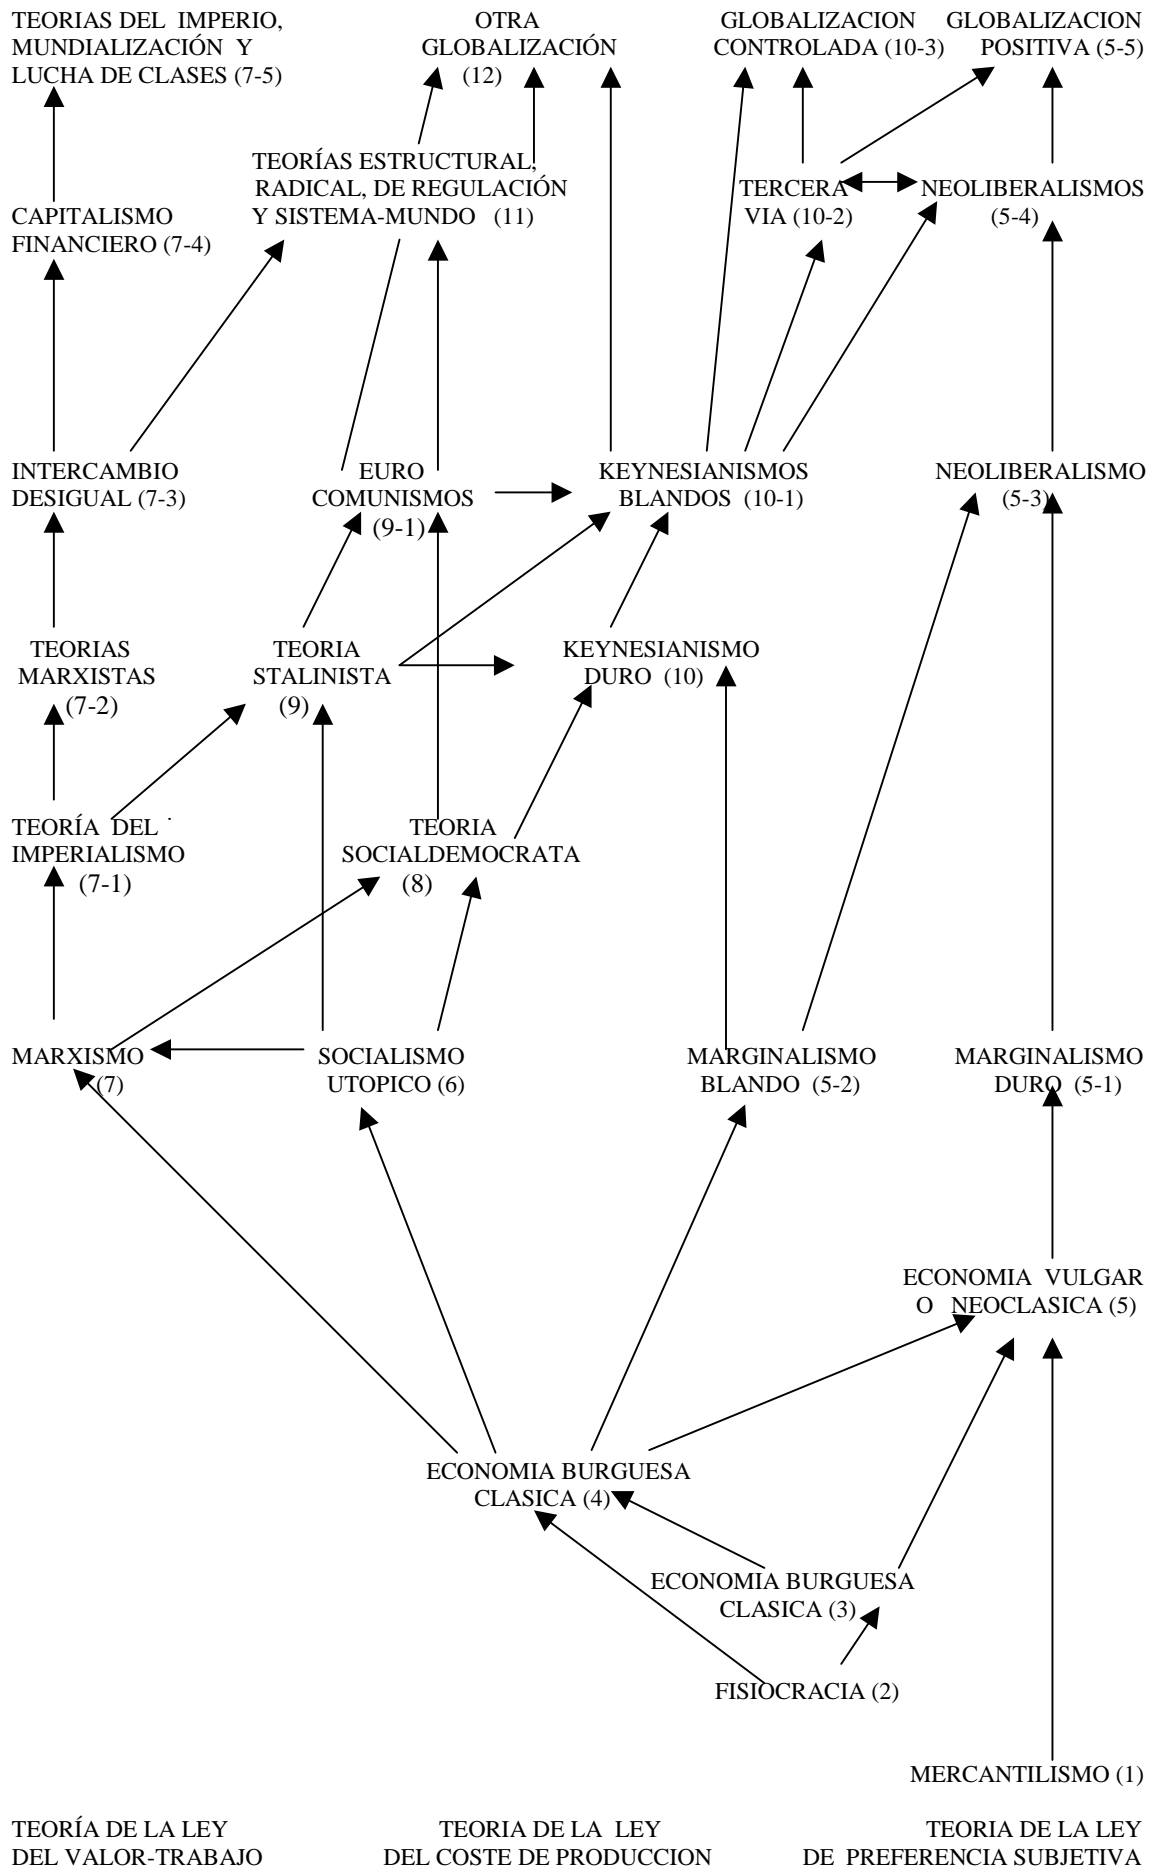 TEORIAS DEL IMPERIO,
MUNDIALIZACIÓN Y
LUCHA DE CLASES (7-5)
OTRA
GLOBALIZACIÓN
(12)
GLOBALIZACION
CONTROLADA (10-3)
GLOBALIZACION
POSITIVA (5-5)
TEORÍAS ESTRUCTURAL,
RADICAL, DE REGULACIÓN
Y SISTEMA-MUNDO (11)
TERCERA
VIA (10-2)
NEOLIBERALISMOS
(5-4)
CAPITALISMO
FINANCIERO (7-4)
INTERCAMBIO
DESIGUAL (7-3)
EURO
COMUNISMOS
(9-1)
KEYNESIANISMOS
BLANDOS (10-1)
NEOLIBERALISMO
(5-3)
TEORIAS
MARXISTAS
(7-2)
TEORIA
STALINISTA
(9)
KEYNESIANISMO
DURO (10)
TEORÍA DEL
IMPERIALISMO
(7-1)
TEORIA
SOCIALDEMOCRATA
(8)
MARXISMO
(7)
SOCIALISMO
UTOPICO (6)
MARGINALISMO
BLANDO (5-2)
MARGINALISMO
DURO (5-1)
ECONOMIA VULGAR
O NEOCLASICA (5)
ECONOMIA BURGUESA
CLASICA (4)
ECONOMIA BURGUESA
CLASICA (3)
FISIOCRACIA (2)
MERCANTILISMO (1)
TEORÍA DE LA LEY
DEL VALOR-TRABAJO
TEORIA DE LA LEY
DEL COSTE DE PRODUCCION
TEORIA DE LA LEY
DE PREFERENCIA SUBJETIVA